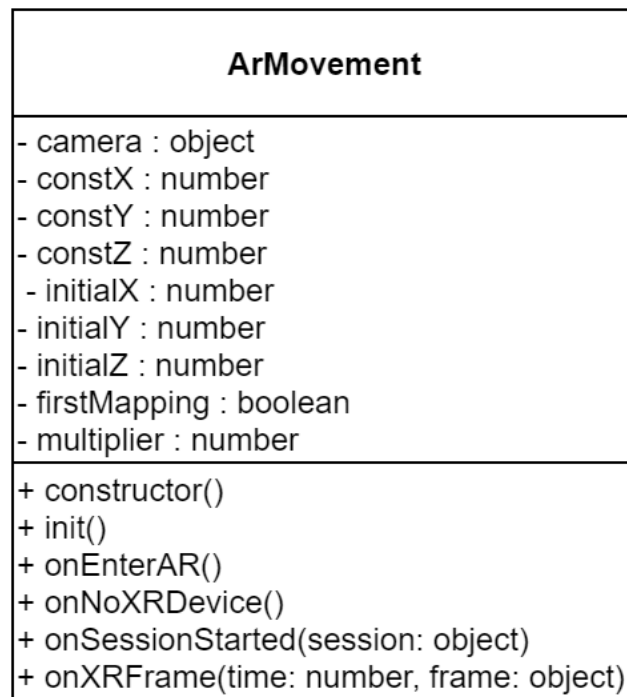 ArMovement
- camera : object
- constX : number
- constY : number
- constZ : number
- initialX : number
- initialY : number
- initialZ : number
- firstMapping : boolean
- multiplier : number
+ constructor()
+ init()
+ onEnterAR()
+ onNoXRDevice()
+ onSessionStarted(session: object)
+ onXRFrame(time: number, frame: object)